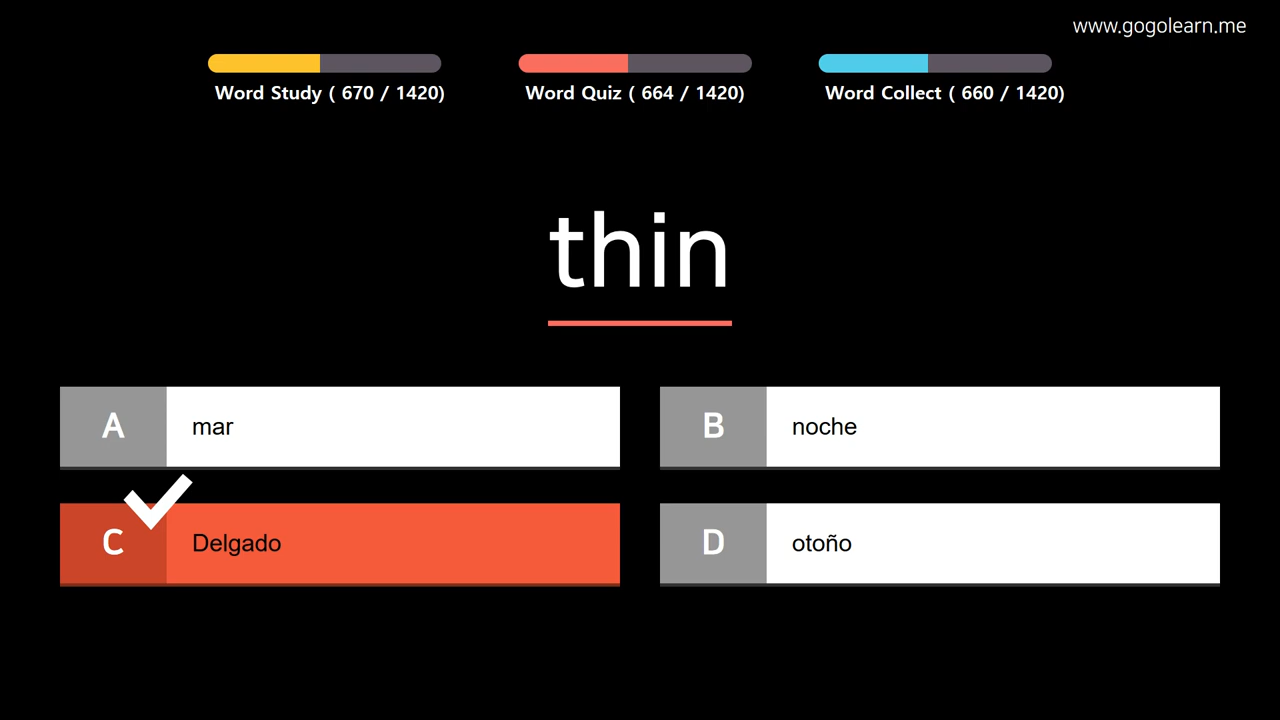 www.gogolearn.me
Word Study ( 670 / 1420)
Word Quiz ( 664 / 1420)
Word Collect ( 660 / 1420)
thin
A
mar
B
noche
C
Delgado
D
otoño